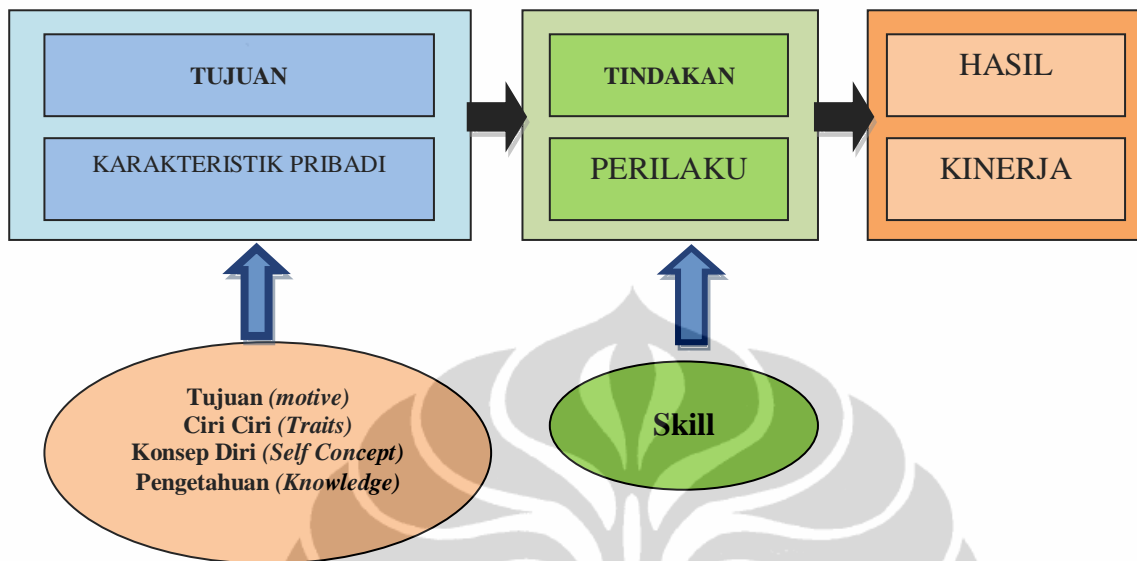 TUJUAN
KARAKTERISTIK PRIBADI
TINDAKAN
PERILAKU
HASIL
KINERJA
Tujuan (motive)
Ciri Ciri (Traits)
Konsep Diri (Self Concept)
Pengetahuan (Knowledge)
Skill